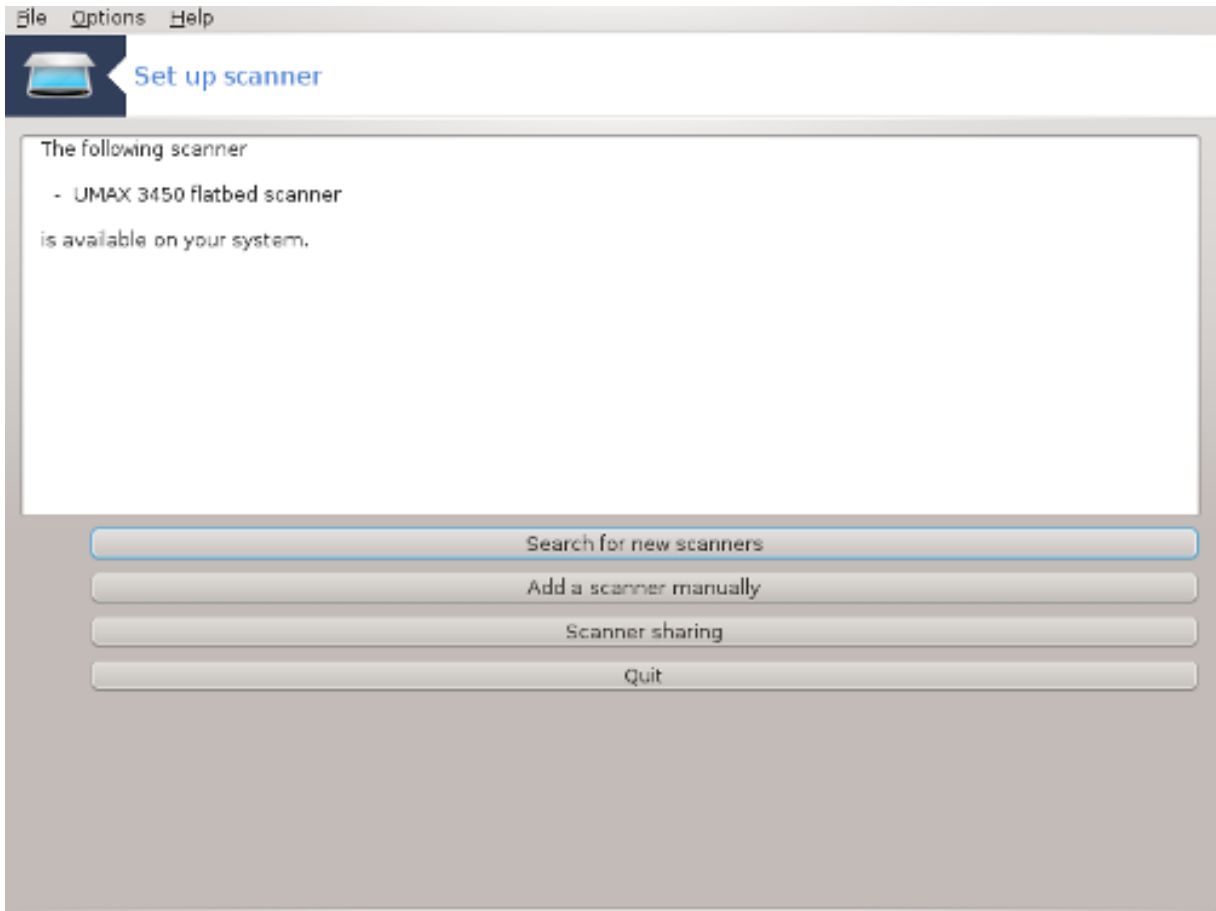 File Options Help
Set up scanner
The following scanner
- UMAX 3450 flatbed scanner
is available on your system.
Search for new scanners
Add a scanner manually
Scanner sharing
Quit